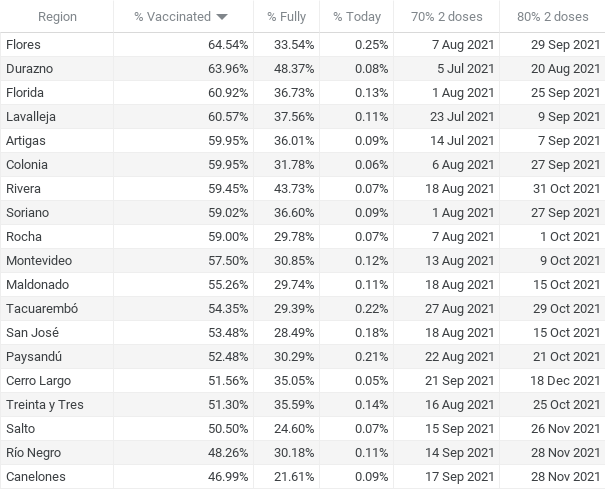 Region % Vaccinated % Fully % Today 70% 2 doses 80% 2 doses
Flores 64.54% 33.54% 0.25% 7 Aug 2021 29 Sep 2021
Durazno 63.96% 48.37% 0.08% 5 Jul 2021 20 Aug 2021
Florida 60.92% 36.73% 0.13% 1 Aug 2021 25 Sep 2021
Lavalleja 60.57% 37.56% 0.11% 23 Jul 2021 9 Sep 2021
Artigas 59.95% 36.01% 0.09% 14 Jul 2021 7 Sep 2021
Colonia 59.95% 31.78% 0.06% 6 Aug 2021 27 Sep 2021
Rivera 59.45% 43.73% 0.07% 18 Aug 2021 31 Oct 2021
Soriano 59.02% 36.60% 0.09% 1 Aug 2021 27 Sep 2021
Rocha 59.00% 29.78% 0.07% 7 Aug 2021 1 Oct 2021
Montevideo 57.50% 30.85% 0.12% 13 Aug 2021 9 Oct 2021
Maldonado 55.26% 29.74% 0.11% 18 Aug 2021 15 Oct 2021
Tacuarembó 54.35% 29.39% 0.22% 27 Aug 2021 29 Oct 2021
San José 53.48% 28.49% 0.18% 18 Aug 2021 15 Oct 2021
Paysandú 52.48% 30.29% 0.21% 22 Aug 2021 21 Oct 2021
Cerro Largo 51.56% 35.05% 0.05% 21 Sep 2021 18 Dec 2021
Treinta y Tres 51.30% 35.59% 0.14% 16 Aug 2021 25 Oct 2021
Salto 50.50% 24.60% 0.07% 15 Sep 2021 26 Nov 2021
Río Negro 48.26% 30.18% 0.11% 14 Sep 2021 28 Nov 2021
Canelones 46.99% 21.61% 0.09% 17 Sep 2021 28 Nov 2021